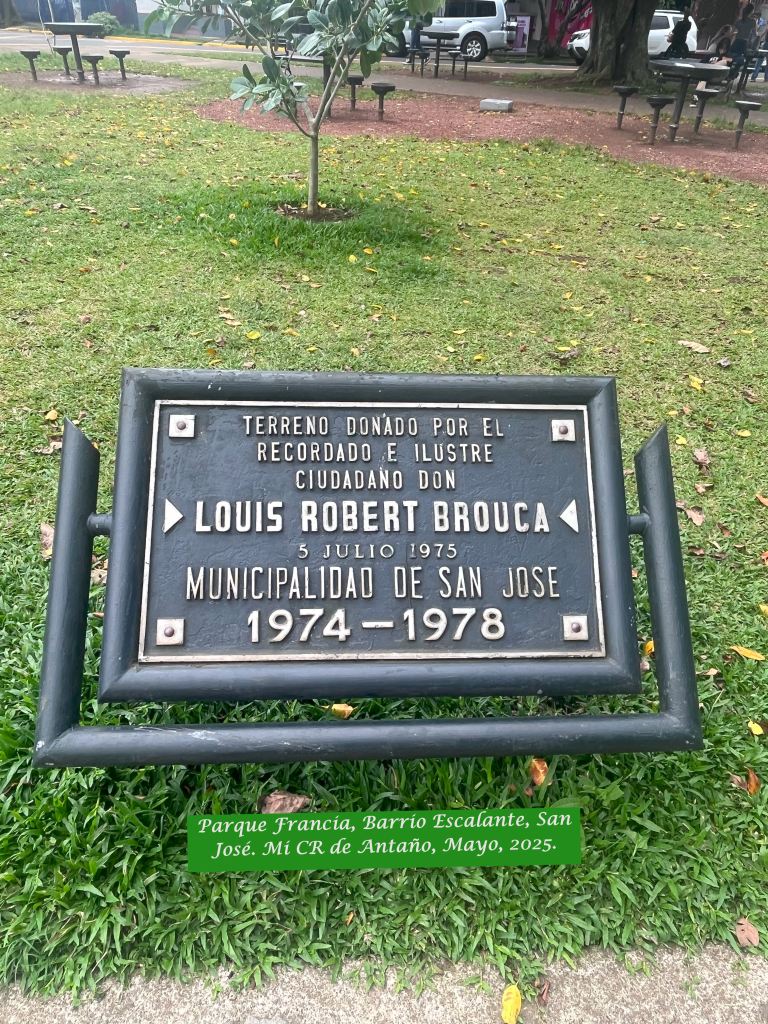 TERRENO DONADO POR EL
RECORDADO E ILUSTRE
CIUDADANO DON
LOUIS ROBERT BROUCA
5 JULIO 1975
MUNICIPALIDAD DE SAN JOSE
1974 — 1978
Parque Francia, Barrio Escalante, San
José. Mi CR de Antaño, Mayo, 2025.